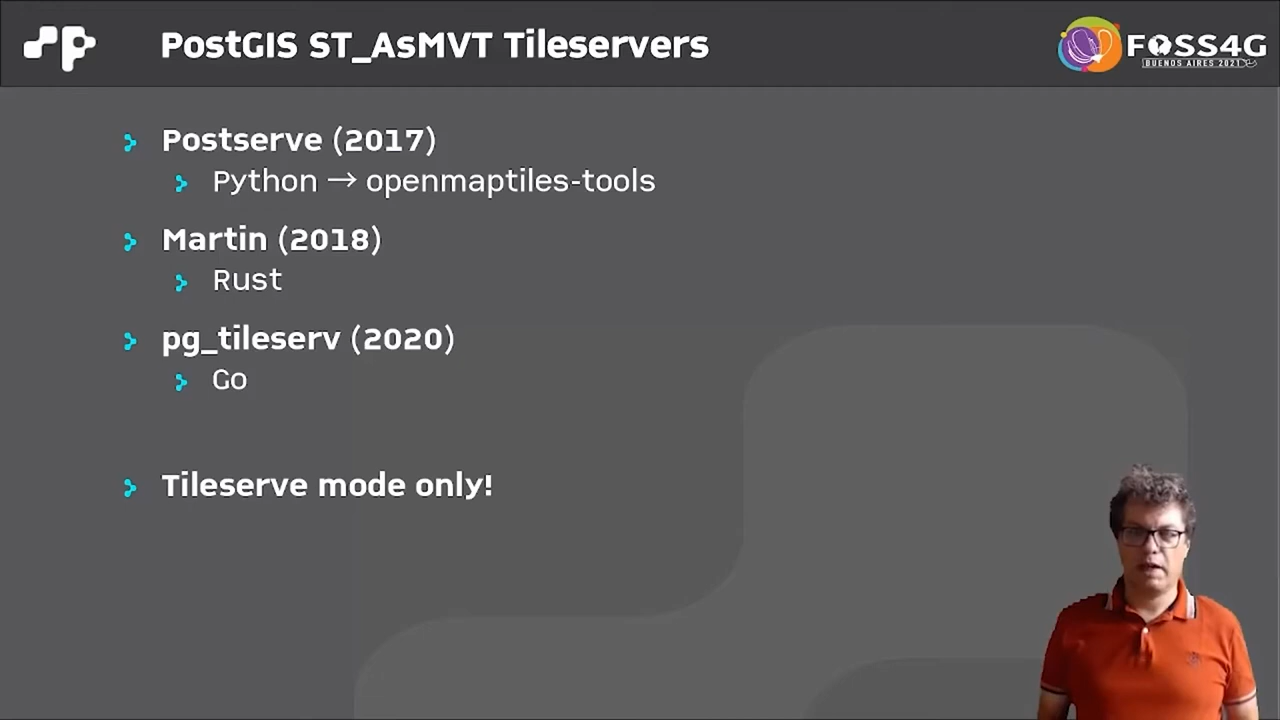 PostGIS ST_AsMVT Tileservers
FOSS4G
BUENOS AIRES 2021
Postserve (2017)
Python → openmaptiles-tools
Martin (2018)
Rust
pg_tileserv (2020)
Go
Tileserve mode only!